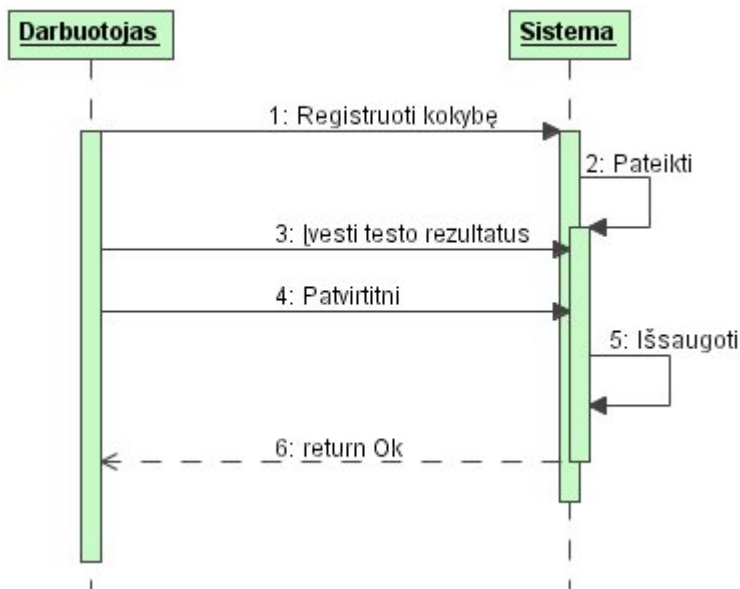 Darbuotojas
Sistema
1: Registruoti kokybę
2: Pateikti
3: Įvesti testo rezultatus
4: Patvirtitni
5: Išsaugoti
6: return Ok